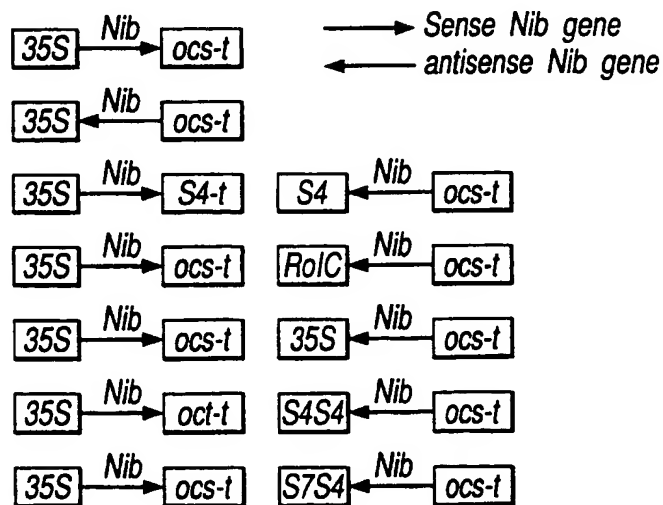 35S Nib ocs-t → Sense Nib gene
← antisense Nib gene
35S Nib ocs-t
35S Nib S4-t S4 Nib ocs-t
35S Nib ocs-t RolC Nib ocs-t
35S Nib ocs-t 35S Nib ocs-t
35S Nib oct-t S4S4 Nib ocs-t
35S Nib ocs-t S7S4 Nib ocs-t